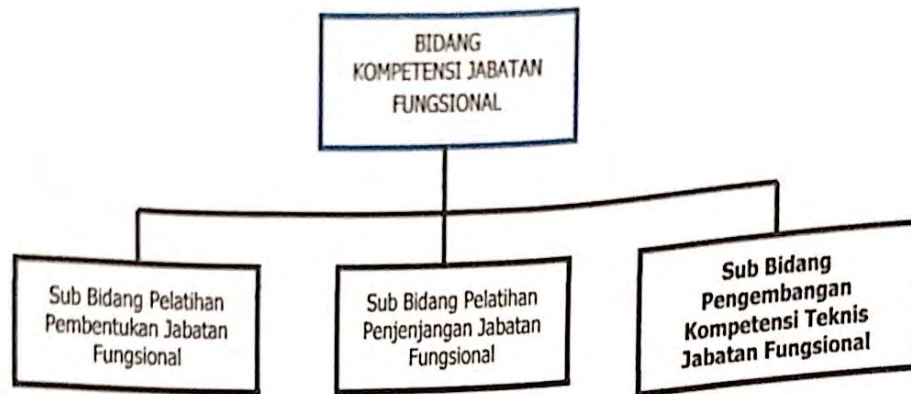 BIDANG
KOMPETENSI JABATAN
FUNGSIONAL
Sub Bidang Pelatihan
Pembentukan Jabatan
Fungsional
Sub Bidang Pelatihan
Penjenjangan Jabatan
Fungsional
Sub Bidang
Pengembangan
Kompetensi Teknis
Jabatan Fungsional